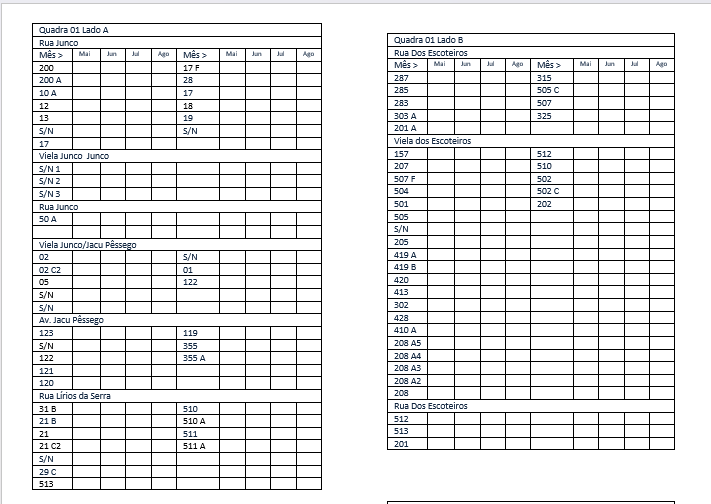 Quadra 01 Lado A
Rua Junco
Mês > Mai Jun Jul Ago Mês > Mai Jun Jul Ago
200 17 F
200 A 28
10 A 17
12 18
13 19
S/N S/N
17
Viela Junco Junco
S/N 1
S/N 2
S/N 3
Rua Junco
50 A
Viela Junco/Jacu Pêssego
02 S/N
02 C2 01
05 122
S/N
S/N
Av. Jacu Pêssego
123 119
S/N 355
122 355 A
121
120
Rua Lírios da Serra
31 B 510
21 B 510 A
21 511
21 C2 511 A
S/N
29 C
513
Quadra 01 Lado B
Rua Dos Escoteiros
Mês > Mai Jun Jul Ago Mês > Mai Jun Jul Ago
287 315
285 505 C
283 507
303 A 325
201 A
Viela dos Escoteiros
157 512
207 510
507 F 502
504 502 C
501 202
505
S/N
205
419 A
419 B
420
413
302
428
410 A
208 A5
208 A4
208 A3
208 A2
208
Rua Dos Escoteiros
512
513
201